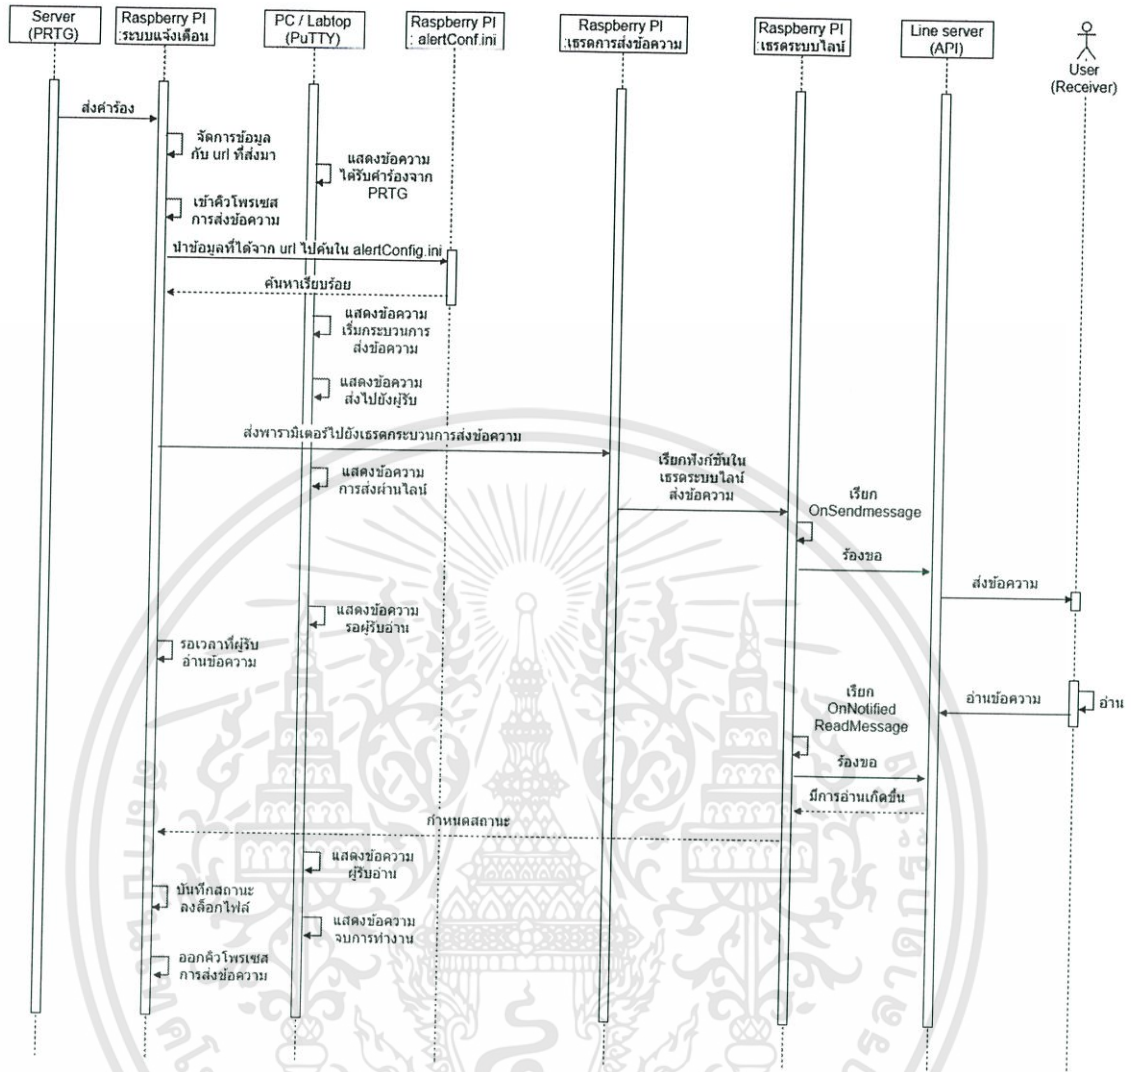 Server
(PRTG)
Raspberry PI
:ระบบแจ้งเตือน
PC / Labtop
(PuTTY)
Raspberry PI
: alertConf.ini
Raspberry PI
:เธรดการส่งข้อความ
Raspberry PI
:เธรดระบบไลน์
Line server
(API)
User
(Receiver)
ส่งคำร้อง
จัดการข้อมูล
กับ url ที่ส่งมา
แสดงข้อความ
ได้รับคำร้องจาก
PRTG
เข้าคิวโพรเซส
การส่งข้อความ
นำข้อมูลที่ได้จาก url ไปค้นใน alertConfig.ini
ค้นหาเรียบร้อย
แสดงข้อความ
เริ่มกระบวนการ
ส่งข้อความ
แสดงข้อความ
ส่งไปยังผู้รับ
ส่งพารามิเตอร์ไปยังเธรดกระบวนการส่งข้อความ
แสดงข้อความ
การส่งผ่านไลน์
เรียกฟังก์ชันใน
เธรดระบบไลน์
ส่งข้อความ
เรียก
OnSendmessage
ร้องขอ
ส่งข้อความ
แสดงข้อความ
รอผู้รับอ่าน
รอเวลาที่ผู้รับ
อ่านข้อความ
เรียก
OnNotified
ReadMessage
อ่านข้อความ
อ่าน
ร้องขอ
มีการอ่านเกิดขึ้น
กำหนดสถานะ
แสดงข้อความ
ผู้รับอ่าน
บันทึกสถานะ
ลงล็อกไฟล์
แสดงข้อความ
จบการทำงาน
ออกคิวโพรเซส
การส่งข้อความ